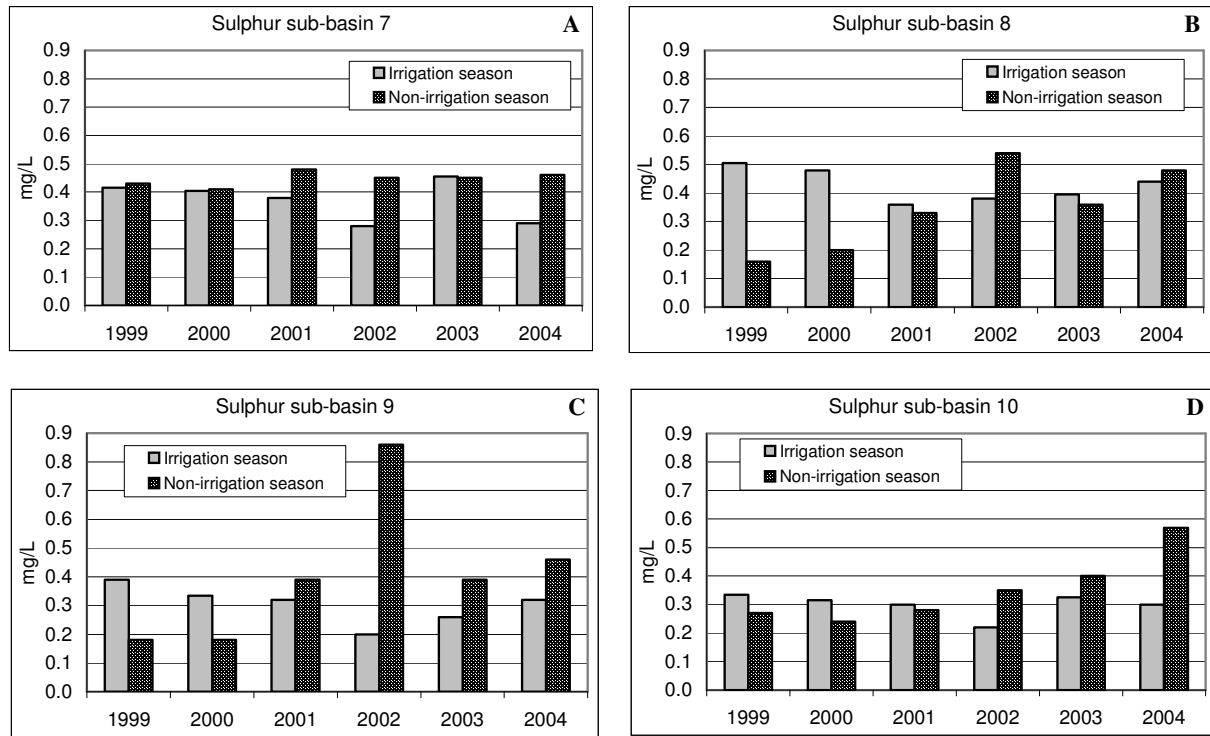 Sulphur sub-basin 7 A
Irrigation season
Non-irrigation season
mg/L
0.9
0.8
0.7
0.6
0.5
0.4
0.3
0.2
0.1
0.0
1999 2000 2001 2002 2003 2004
Sulphur sub-basin 8 B
Irrigation season
Non-irrigation season
mg/L
0.9
0.8
0.7
0.6
0.5
0.4
0.3
0.2
0.1
0.0
1999 2000 2001 2002 2003 2004
Sulphur sub-basin 9 C
Irrigation season
Non-irrigation season
mg/L
0.9
0.8
0.7
0.6
0.5
0.4
0.3
0.2
0.1
0.0
1999 2000 2001 2002 2003 2004
Sulphur sub-basin 10 D
Irrigation season
Non-irrigation season
mg/L
0.9
0.8
0.7
0.6
0.5
0.4
0.3
0.2
0.1
0.0
1999 2000 2001 2002 2003 2004